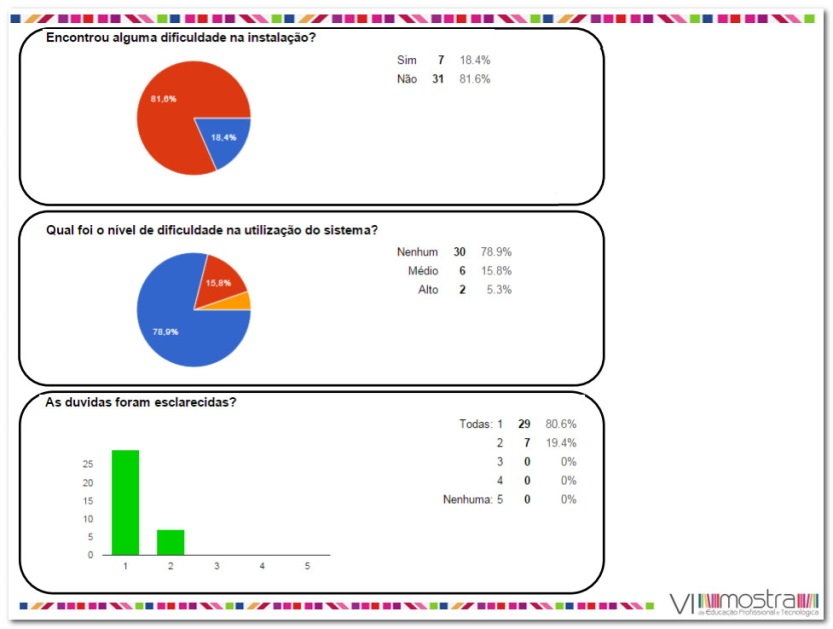 Encontrou alguma dificuldade na instalação?
Sim 7 18.4%
Não 31 81.6%
81,6%
18,4%
Qual foi o nível de dificuldade na utilização do sistema?
Nenhum 30 78.9%
Médio 6 15.8%
Alto 2 5.3%
15,8%
78,9%
As duvidas foram esclarecidas?
Todas: 1 29 80.6%
2 7 19.4%
3 0 0%
4 0 0%
Nenhuma: 5 0 0%
25
20
15
10
5
0
1 2 3 4 5
VI mostra
de Educação Profissional e Tecnológica